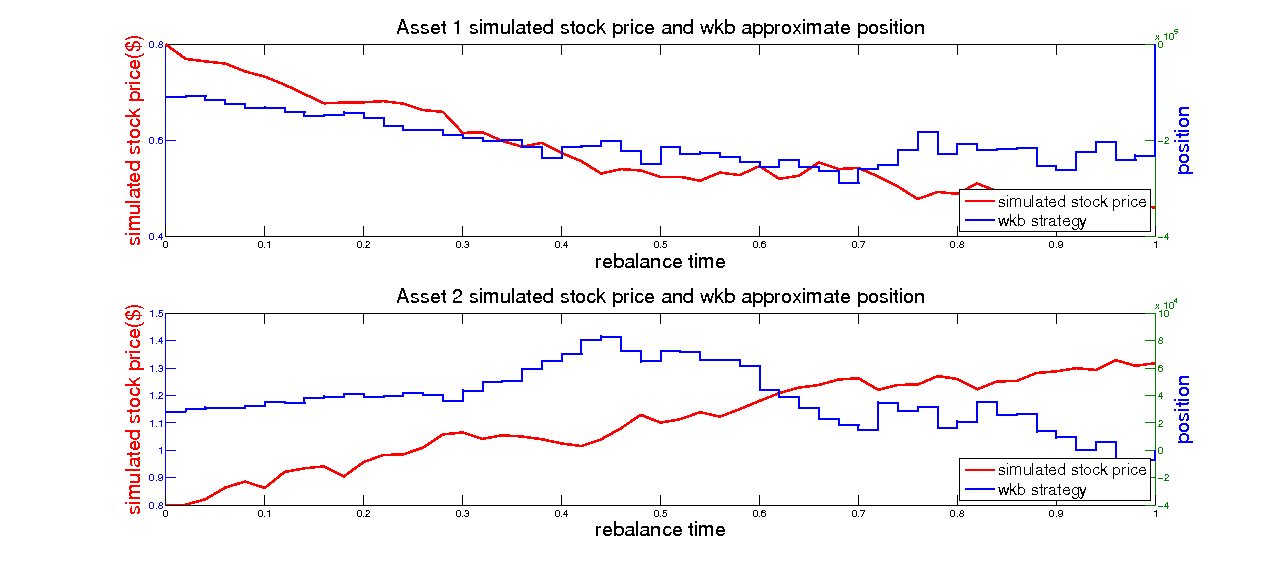 Asset 1 simulated stock price and wkb approximate position
simulated stock price($)
0.8
0.6
0.4
x 10^5
0
−2
−4
position
simulated stock price
wkb strategy
0 0.1 0.2 0.3 0.4 0.5 0.6 0.7 0.8 0.9 1
rebalance time
Asset 2 simulated stock price and wkb approximate position
simulated stock price($)
1.5
1.4
1.3
1.2
1.1
1
0.9
0.8
x 10^4
10
8
6
4
2
0
−2
−4
position
simulated stock price
wkb strategy
0 0.1 0.2 0.3 0.4 0.5 0.6 0.7 0.8 0.9 1
rebalance time